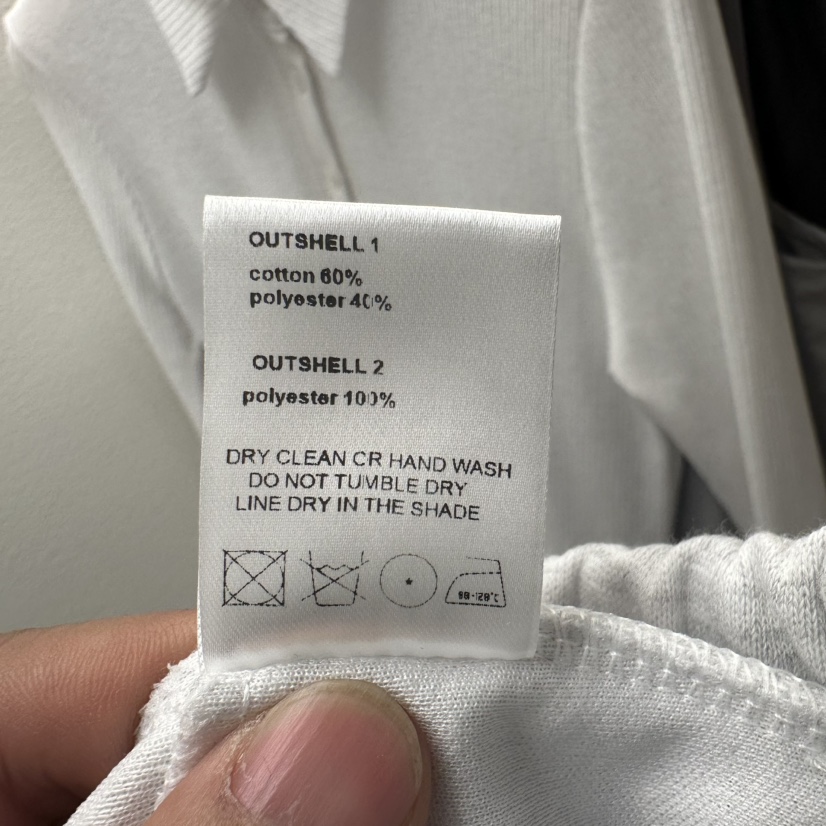 OUTSHELL 1
cotton 60%
polyester 40%
OUTSHELL 2
polyester 100%
DRY CLEAN CR HAND WASH
DO NOT TUMBLE DRY
LINE DRY IN THE SHADE